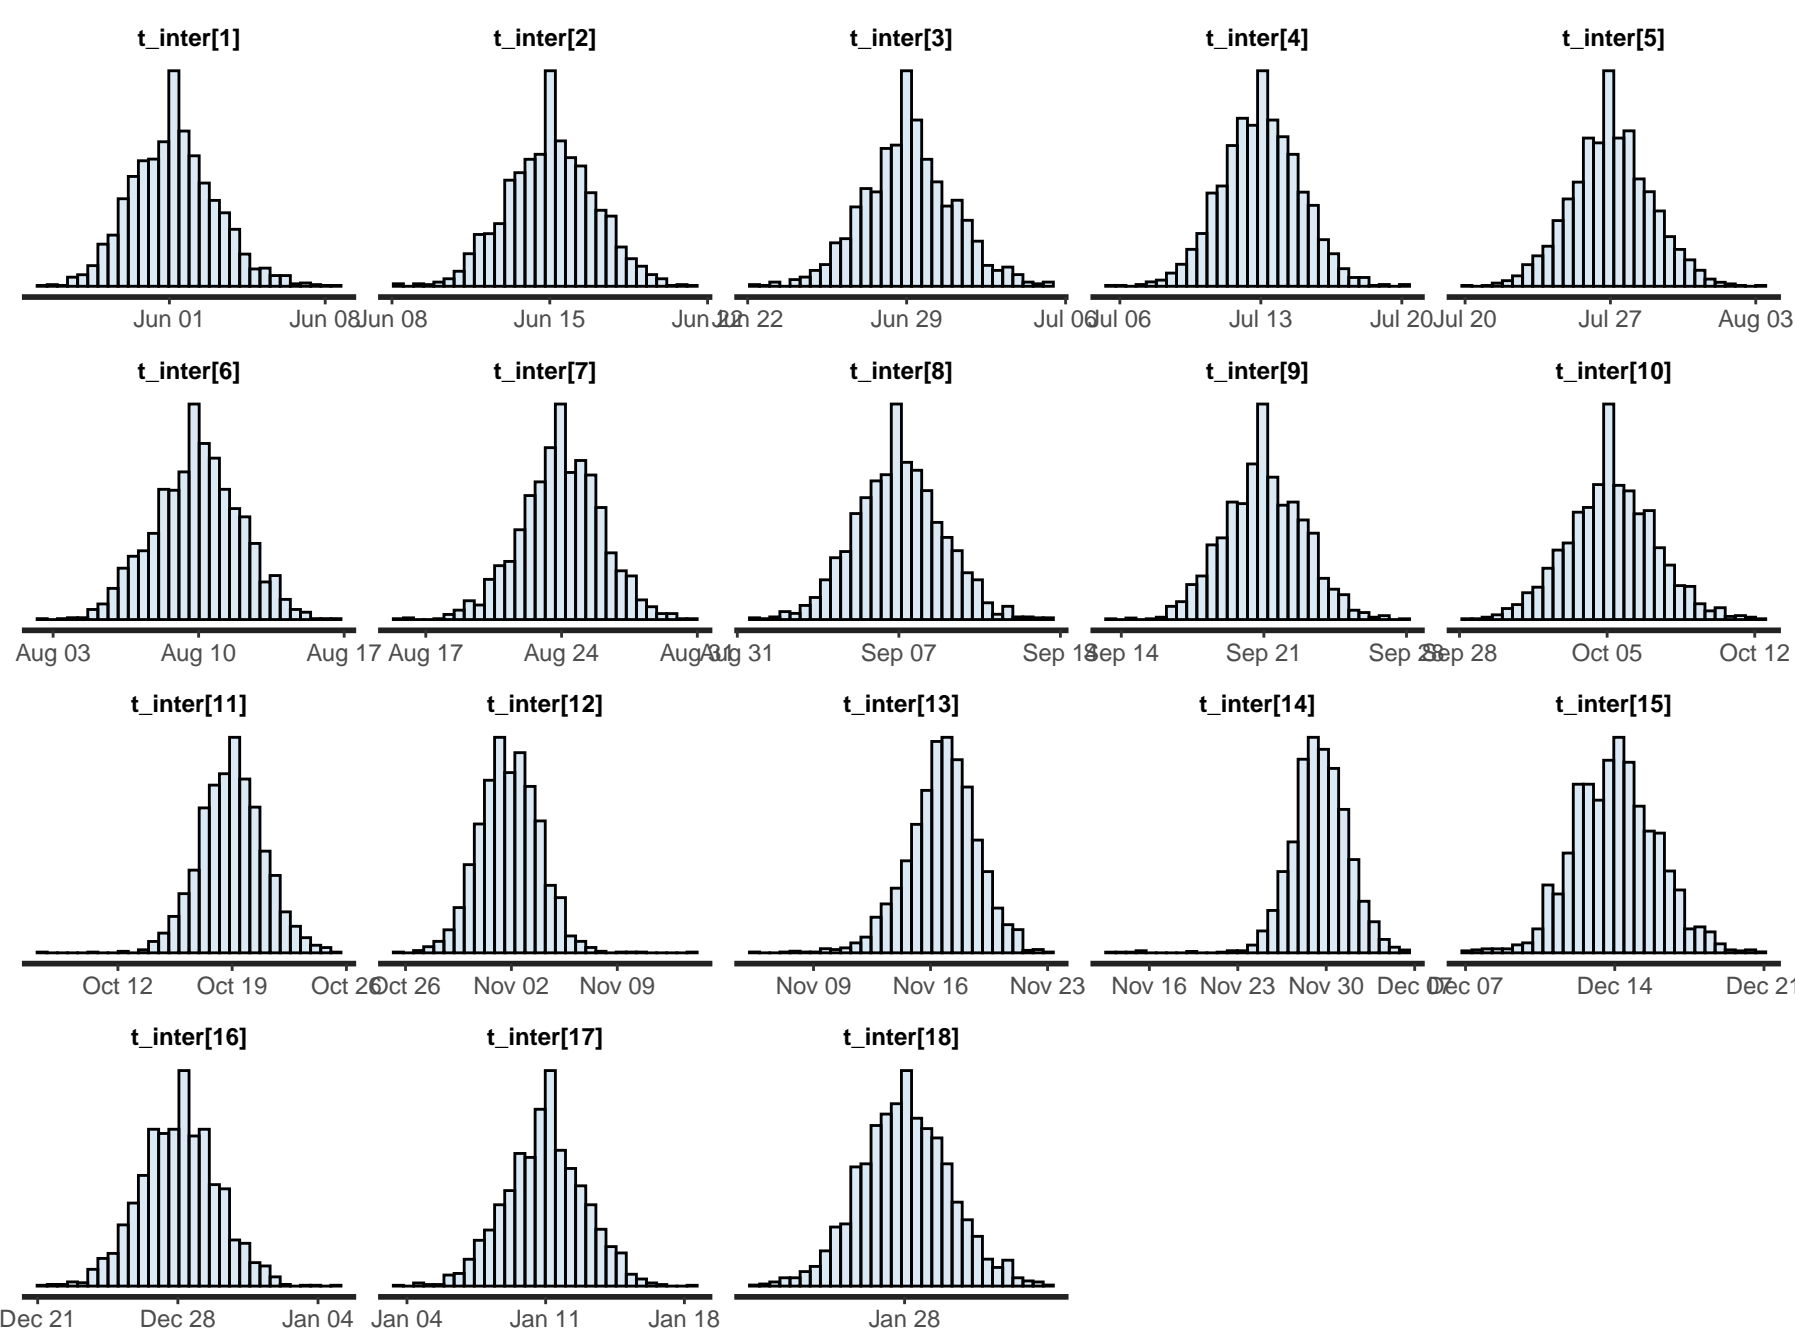 t_inter[1] t_inter[2] t_inter[3] t_inter[4] t_inter[5]
Jun 01 Jun 08 Jun 08 Jun 15 Jun 22 Jun 22 Jun 29 Jul 06 Jul 06 Jul 13 Jul 20 Jul 20 Jul 27 Aug 03
t_inter[6] t_inter[7] t_inter[8] t_inter[9] t_inter[10]
Aug 03 Aug 10 Aug 17 Aug 17 Aug 24 Aug 31 Aug 31 Sep 07 Sep 14 Sep 14 Sep 21 Sep 28 Sep 28 Oct 05 Oct 12
t_inter[11] t_inter[12] t_inter[13] t_inter[14] t_inter[15]
Oct 12 Oct 19 Oct 26 Oct 26 Nov 02 Nov 09 Nov 09 Nov 16 Nov 23 Nov 16 Nov 23 Nov 30 Dec 07 Dec 07 Dec 14 Dec 21
t_inter[16] t_inter[17] t_inter[18]
Dec 21 Dec 28 Jan 04 Jan 04 Jan 11 Jan 18 Jan 28